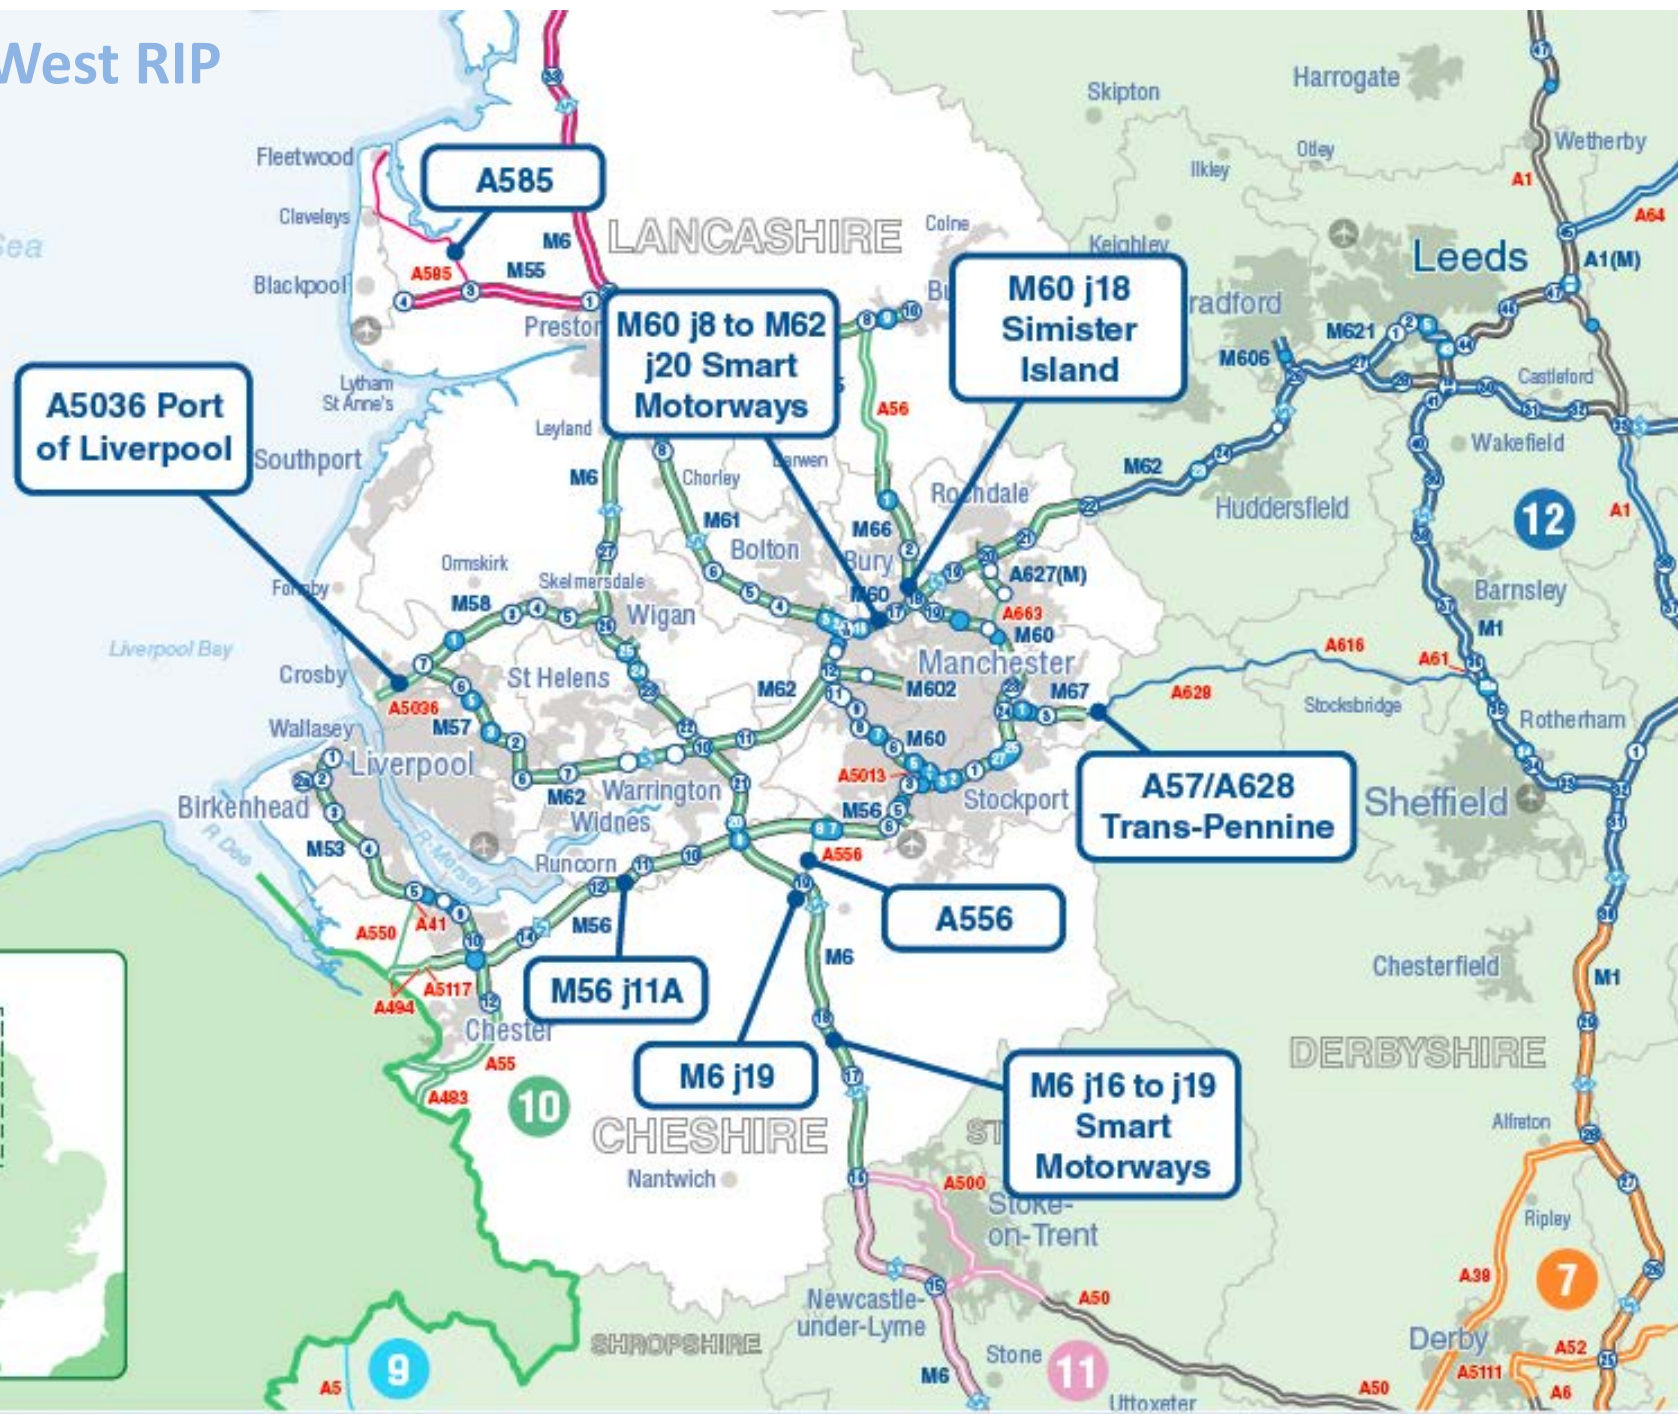 West RIP
Harrogate
Skipton
Wetherby
Fleetwood
Otley
Ilkley
A585
A1
Cleveleys
A64
LANCASHIRE
Colne
M6
Keighley
Leeds
A1(M)
A585
M55
Blackpool
M60 j18
Simister
Island
Bu
radford
Preston
M60 j8 to M62
j20 Smart
Motorways
M621
M606
Lytham
St Anne's
Castleford
A5036 Port
of Liverpool
A56
Leyland
Wakefield
Southport
M6
Chorley
M62
Rochdale
Huddersfield
12
A1
M61
M66
Bolton
Bury
Ormskirk
Skelmersdale
A627(M)
Formby
M58
Wigan
M60
A663
Barnsley
M1
M60
Liverpool Bay
A616
A61
Crosby
St Helens
Manchester
M62
M602
M67
A628
Stocksbridge
A5036
M57
Rotherham
Wallasey
M60
Liverpool
A5013
A57/A628
Trans-Pennine
Birkenhead
M62
Warrington
Widnes
M56
Stockport
Sheffield
R Dee
M53
R Mersey
Runcorn
A556
A556
A550
A41
M56
M6
Chesterfield
M1
M56 j11A
A494
A5117
Chester
A55
M6 j19
DERBYSHIRE
A483
10
M6 j16 to j19
Smart
Motorways
CHESHIRE
ST
Alfreton
Nantwich
A500
Stoke-
on-Trent
Ripley
A38
7
Newcastle-
under-Lyme
A50
SHROPSHIRE
Stone
11
Derby
A52
M6
A5111
A5
9
Uttoxeter
A50
A6